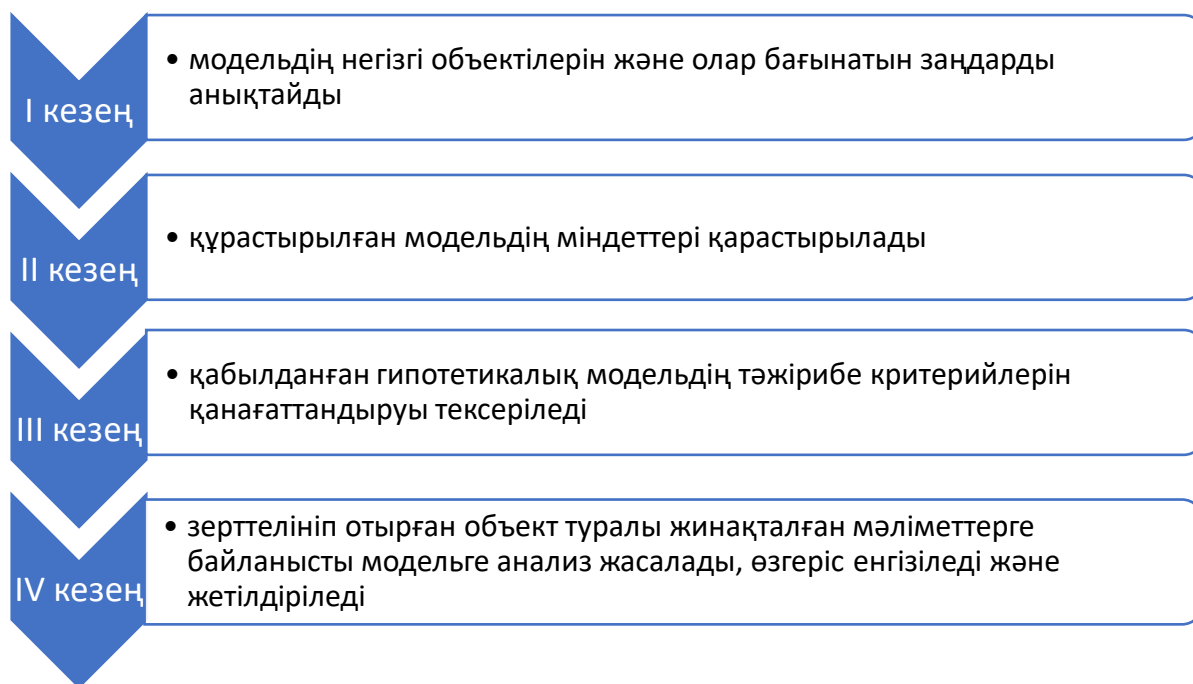 I кезең
• модельдің негізгі объектілерін және олар бағынатын заңдарды
анықтайды
II кезең
• құрастырылған модельдің міндеттері қарастырылады
III кезең
• қабылданған гипотетикалық модельдің тәжірибе критерийлерін
қанағаттандыруы тексеріледі
IV кезең
• зерттелініп отырған объект туралы жинақталған мәліметтерге
байланысты модельге анализ жасалады, өзгеріс енгізіледі және
жетілдіріледі